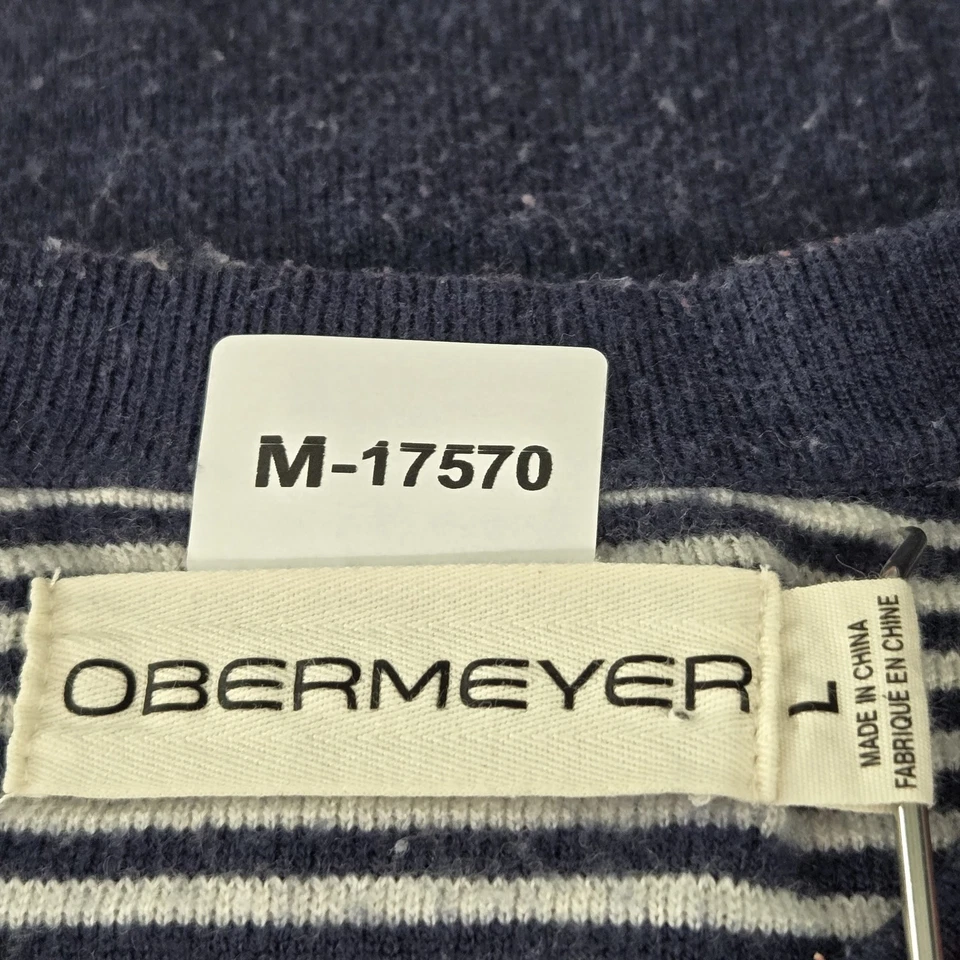 M-17570
OBERMEYER
L
MADE IN CHINA
FABRIQUÉ EN CHINE